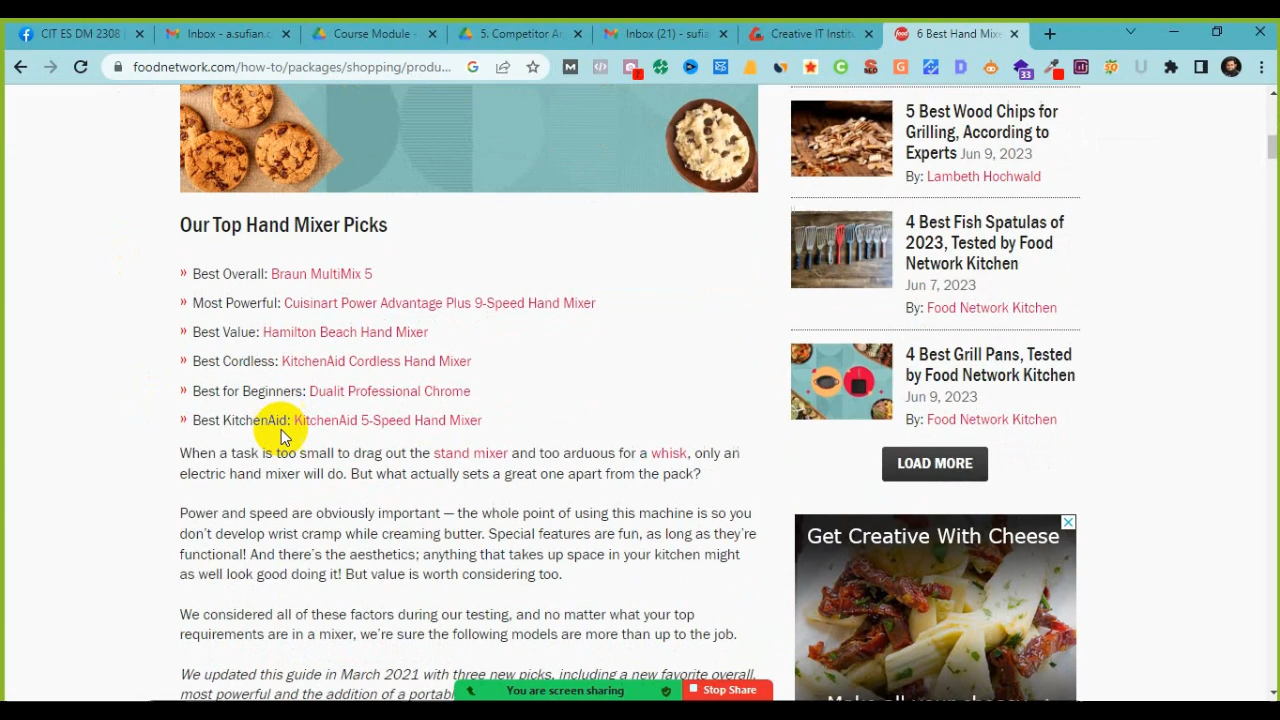 CIT ES DM 2308
Inbox - a.sufian.
Course Module -
5. Competitor An
Inbox (21) - sufia
Creative IT Institu
6 Best Hand Mixe
foodnetwork.com/how-to/packages/shopping/produ...
33
Our Top Hand Mixer Picks
» Best Overall: Braun MultiMix 5
» Most Powerful: Cuisinart Power Advantage Plus 9-Speed Hand Mixer
» Best Value: Hamilton Beach Hand Mixer
» Best Cordless: KitchenAid Cordless Hand Mixer
» Best for Beginners: Dualit Professional Chrome
» Best KitchenAid: KitchenAid 5-Speed Hand Mixer
When a task is too small to drag out the stand mixer and too arduous for a whisk, only an
electric hand mixer will do. But what actually sets a great one apart from the pack?
Power and speed are obviously important — the whole point of using this machine is so you
don't develop wrist cramp while creaming butter. Special features are fun, as long as they're
functional! And there's the aesthetics; anything that takes up space in your kitchen might
as well look good doing it! But value is worth considering too.
We considered all of these factors during our testing, and no matter what your top
requirements are in a mixer, we're sure the following models are more than up to the job.
We updated this guide in March 2021 with three new picks, including a new favorite overall,
most powerful and the addition of a portab
5 Best Wood Chips for
Grilling, According to
Experts Jun 9, 2023
By: Lambeth Hochwald
4 Best Fish Spatulas of
2023, Tested by Food
Network Kitchen
Jun 7, 2023
By: Food Network Kitchen
4 Best Grill Pans, Tested
by Food Network Kitchen
Jun 9, 2023
By: Food Network Kitchen
LOAD MORE
Get Creative With Cheese
You are screen sharing
Stop Share